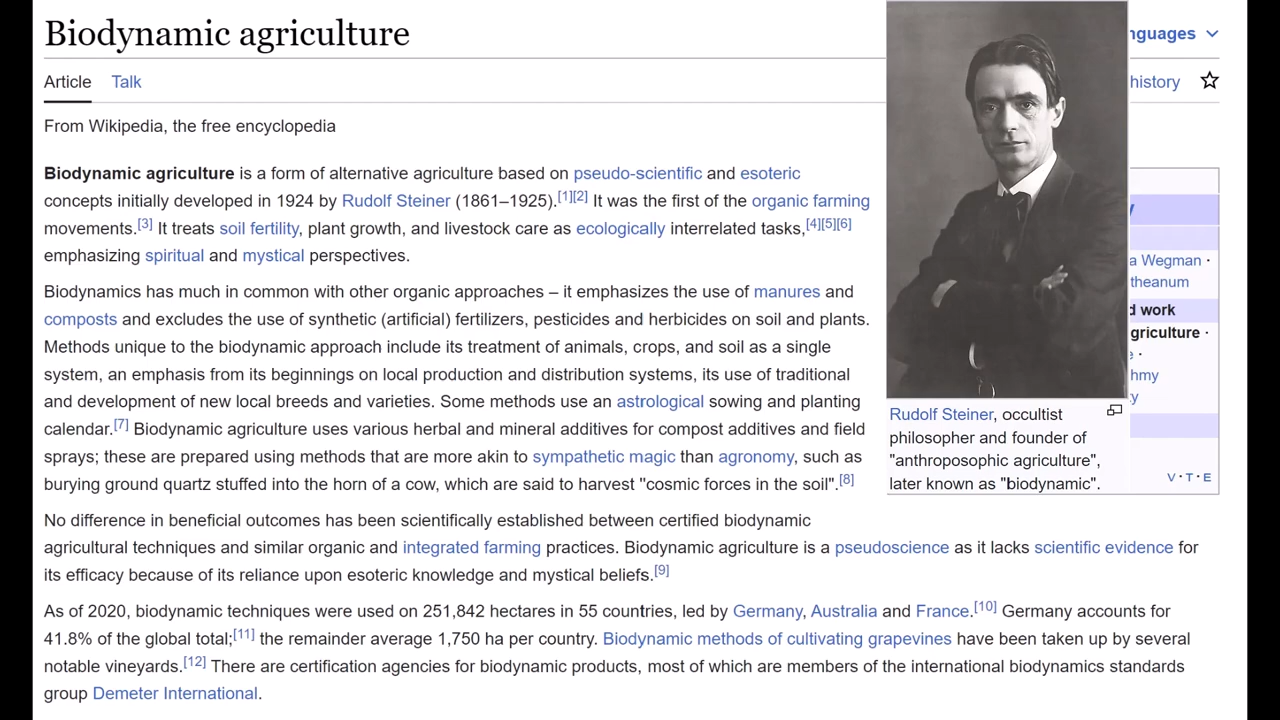 Biodynamic agriculture
nguages
Article Talk
history
From Wikipedia, the free encyclopedia
Biodynamic agriculture is a form of alternative agriculture based on pseudo-scientific and esoteric
concepts initially developed in 1924 by Rudolf Steiner (1861–1925).[1][2] It was the first of the organic farming
movements.[3] It treats soil fertility, plant growth, and livestock care as ecologically interrelated tasks,[4][5][6]
emphasizing spiritual and mystical perspectives.
Biodynamics has much in common with other organic approaches – it emphasizes the use of manures and
composts and excludes the use of synthetic (artificial) fertilizers, pesticides and herbicides on soil and plants.
Methods unique to the biodynamic approach include its treatment of animals, crops, and soil as a single
system, an emphasis from its beginnings on local production and distribution systems, its use of traditional
and development of new local breeds and varieties. Some methods use an astrological sowing and planting
calendar.[7] Biodynamic agriculture uses various herbal and mineral additives for compost additives and field
sprays; these are prepared using methods that are more akin to sympathetic magic than agronomy, such as
burying ground quartz stuffed into the horn of a cow, which are said to harvest "cosmic forces in the soil".[8]
No difference in beneficial outcomes has been scientifically established between certified biodynamic
agricultural techniques and similar organic and integrated farming practices. Biodynamic agriculture is a pseudoscience as it lacks scientific evidence for
its efficacy because of its reliance upon esoteric knowledge and mystical beliefs.[9]
As of 2020, biodynamic techniques were used on 251,842 hectares in 55 countries, led by Germany, Australia and France.[10] Germany accounts for
41.8% of the global total;[11] the remainder average 1,750 ha per country. Biodynamic methods of cultivating grapevines have been taken up by several
notable vineyards.[12] There are certification agencies for biodynamic products, most of which are members of the international biodynamics standards
group Demeter International.
Rudolf Steiner, occultist
philosopher and founder of
"anthroposophic agriculture",
later known as "biodynamic".
y
a Wegman ·
theanum
d work
griculture ·
e ·
hmy
y
V · T · E